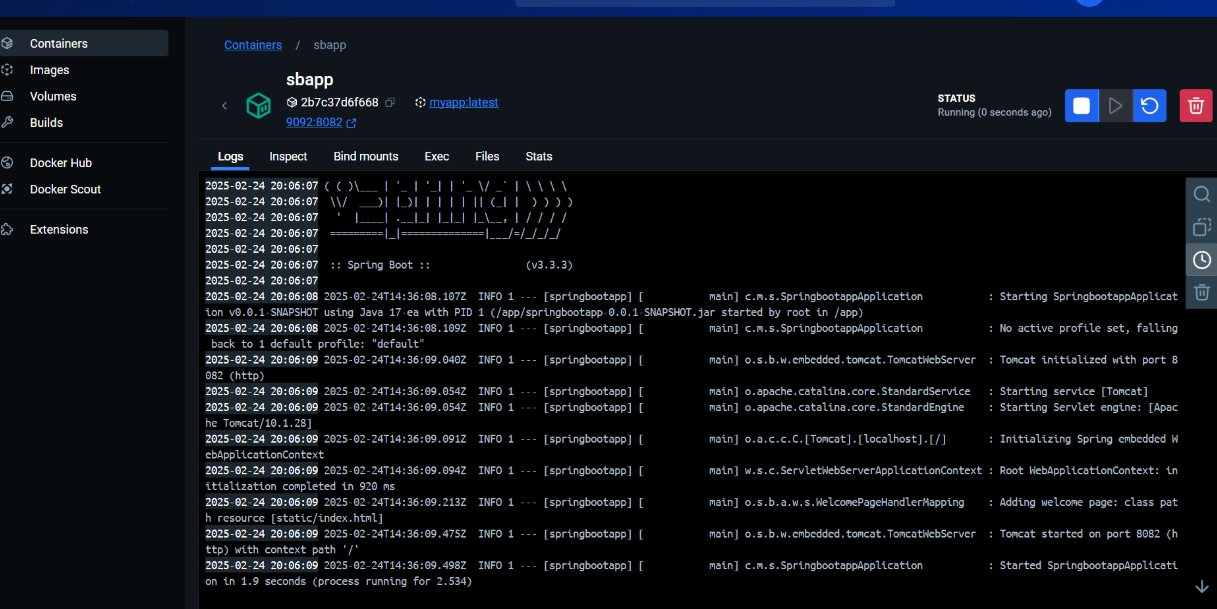 Containers
Images
Volumes
Builds
Docker Hub
Docker Scout
Extensions
Containers / sbapp
sbapp
2b7c37d6f668 myapp:latest
9092:8082
STATUS
Running (0 seconds ago)
Logs Inspect Bind mounts Exec Files Stats
2025-02-24 20:06:07 ( ( )\___ | '_ | '_| | '_ \/ _` | \ \ \ \
2025-02-24 20:06:07  \\/  ___)| |_)| | | | | || (_| |  ) ) ) )
2025-02-24 20:06:07   '  |____| .__|_| |_|_| |_\__, | / / / /
2025-02-24 20:06:07  =========|_|==============|___/=/_/_/_/
2025-02-24 20:06:07
2025-02-24 20:06:07  :: Spring Boot ::                (v3.3.3)
2025-02-24 20:06:07
2025-02-24 20:06:08 2025-02-24T14:36:08.107Z  INFO 1 --- [springbootapp] [           main] c.m.s.SpringbootappApplication           : Starting SpringbootappApplicat
ion v0.0.1-SNAPSHOT using Java 17-ea with PID 1 (/app/springbootapp-0.0.1-SNAPSHOT.jar started by root in /app)
2025-02-24 20:06:08 2025-02-24T14:36:08.109Z  INFO 1 --- [springbootapp] [           main] c.m.s.SpringbootappApplication           : No active profile set, falling
 back to 1 default profile: "default"
2025-02-24 20:06:09 2025-02-24T14:36:09.040Z  INFO 1 --- [springbootapp] [           main] o.s.b.w.embedded.tomcat.TomcatWebServer  : Tomcat initialized with port 8
082 (http)
2025-02-24 20:06:09 2025-02-24T14:36:09.054Z  INFO 1 --- [springbootapp] [           main] o.apache.catalina.core.StandardService   : Starting service [Tomcat]
2025-02-24 20:06:09 2025-02-24T14:36:09.054Z  INFO 1 --- [springbootapp] [           main] o.apache.catalina.core.StandardEngine    : Starting Servlet engine: [Apac
he Tomcat/10.1.28]
2025-02-24 20:06:09 2025-02-24T14:36:09.091Z  INFO 1 --- [springbootapp] [           main] o.a.c.c.C.[Tomcat].[localhost].[/]       : Initializing Spring embedded W
ebApplicationContext
2025-02-24 20:06:09 2025-02-24T14:36:09.094Z  INFO 1 --- [springbootapp] [           main] w.s.c.ServletWebServerApplicationContext : Root WebApplicationContext: in
itialization completed in 920 ms
2025-02-24 20:06:09 2025-02-24T14:36:09.213Z  INFO 1 --- [springbootapp] [           main] o.s.b.a.w.s.WelcomePageHandlerMapping    : Adding welcome page: class pat
h resource [static/index.html]
2025-02-24 20:06:09 2025-02-24T14:36:09.475Z  INFO 1 --- [springbootapp] [           main] o.s.b.w.embedded.tomcat.TomcatWebServer  : Tomcat started on port 8082 (h
ttp) with context path '/'
2025-02-24 20:06:09 2025-02-24T14:36:09.498Z  INFO 1 --- [springbootapp] [           main] c.m.s.SpringbootappApplication           : Started SpringbootappApplicati
on in 1.9 seconds (process running for 2.534)